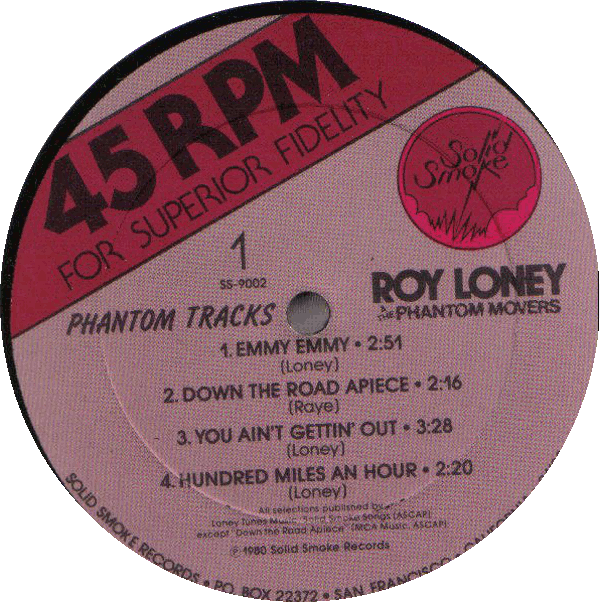 45 RPM
FOR SUPERIOR FIDELITY
Solid
Smoke
1
SS-9002
ROY LONEY
& the PHANTOM MOVERS
PHANTOM TRACKS
1. EMMY EMMY • 2:51
(Loney)
2. DOWN THE ROAD APIECE • 2:16
(Raye)
3. YOU AIN'T GETTIN' OUT • 3:28
(Loney)
4. HUNDRED MILES AN HOUR • 2:20
(Loney)
All selections published by
Loney Tunes Music, Solid Smoke Songs (ASCAP)
except "Down the Road Apiece" (MCA Music, ASCAP)
℗ 1980 Solid Smoke Records
SOLID SMOKE RECORDS • P.O. BOX 22372 • SAN FRANCISCO •